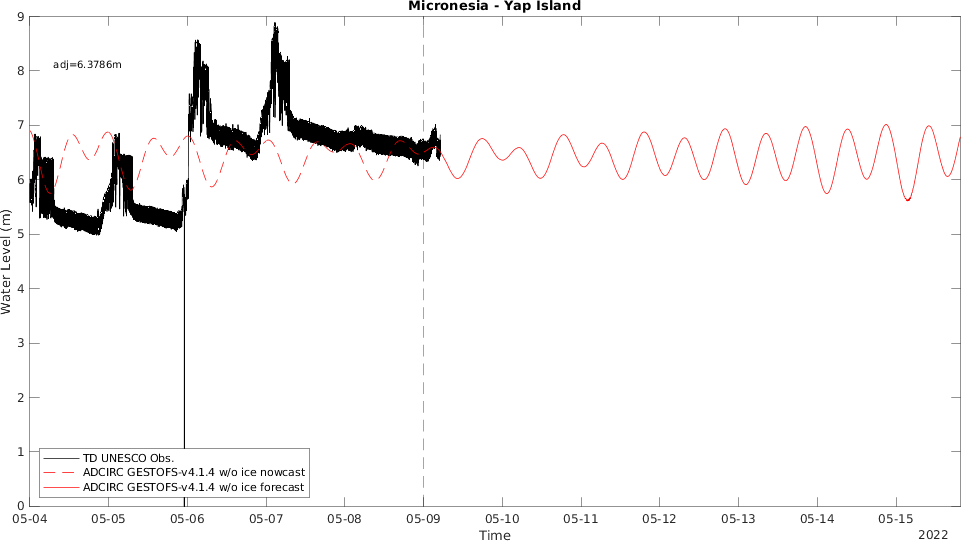 Micronesia - Yap Island
9
8
7
6
5
4
3
2
1
0
Water Level (m)
adj=6.3786m
TD UNESCO Obs.
ADCIRC GESTOFS-v4.1.4 w/o ice nowcast
ADCIRC GESTOFS-v4.1.4 w/o ice forecast
05-04 05-05 05-06 05-07 05-08 05-09 05-10 05-11 05-12 05-13 05-14 05-15
Time
2022